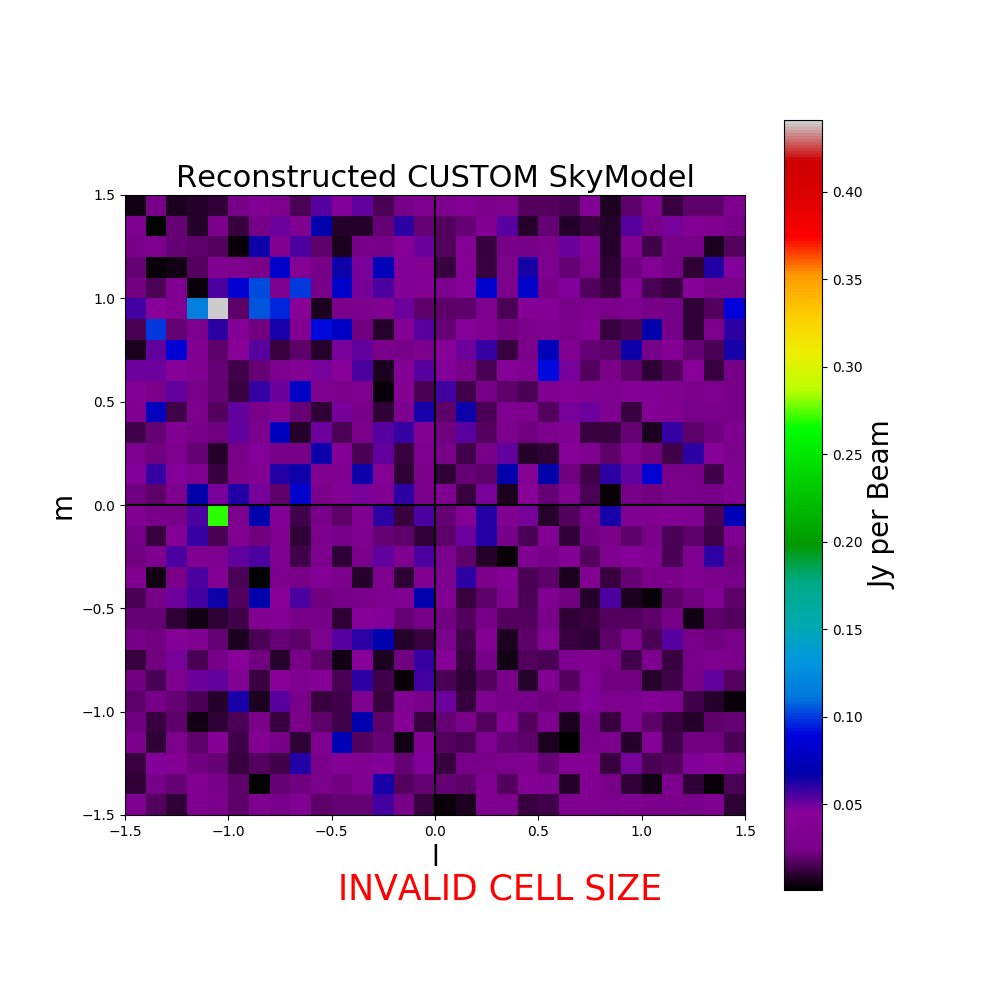 Reconstructed CUSTOM SkyModel
1.5
1.0
0.5
0.0
−0.5
−1.0
−1.5
m
−1.5 −1.0 −0.5 0.0 0.5 1.0 1.5
l
INVALID CELL SIZE
0.40
0.35
0.30
0.25
0.20
0.15
0.10
0.05
Jy per Beam